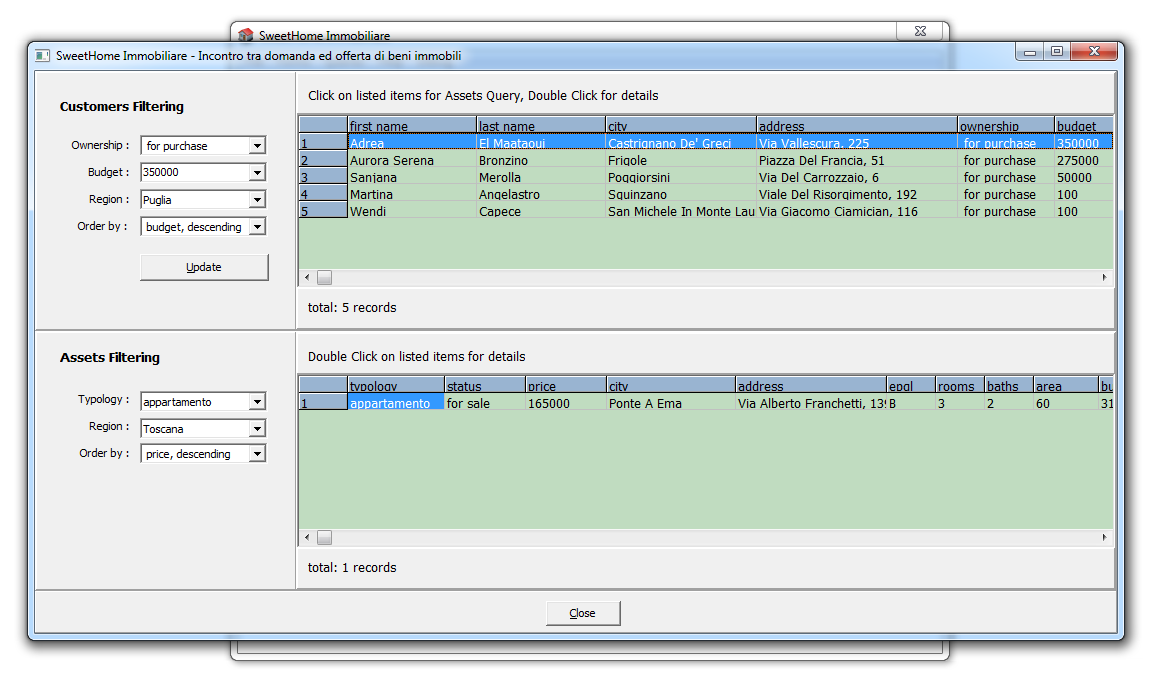 SweetHome Immobiliare
SweetHome Immobiliare - Incontro tra domanda ed offerta di beni immobili
Customers Filtering
Ownership : for purchase
Budget : 350000
Region : Puglia
Order by : budget, descending
Update
Click on listed items for Assets Query, Double Click for details
first name last name city address ownership budget
1 Adrea El Maataoui Castrignano De' Greci Via Vallescura, 225 for purchase 350000
2 Aurora Serena Bronzino Frigole Piazza Del Francia, 51 for purchase 275000
3 Sanjana Merolla Poggiorsini Via Del Carrozzaio, 6 for purchase 50000
4 Martina Angelastro Squinzano Viale Del Risorgimento, 192 for purchase 100
5 Wendi Capece San Michele In Monte Lau Via Giacomo Ciamician, 116 for purchase 100
total: 5 records
Assets Filtering
Typology : appartamento
Region : Toscana
Order by : price, descending
Double Click on listed items for details
typology status price city address epgl rooms baths area bu
1 appartamento for sale 165000 Ponte A Ema Via Alberto Franchetti, 139 B 3 2 60 31
total: 1 records
Close